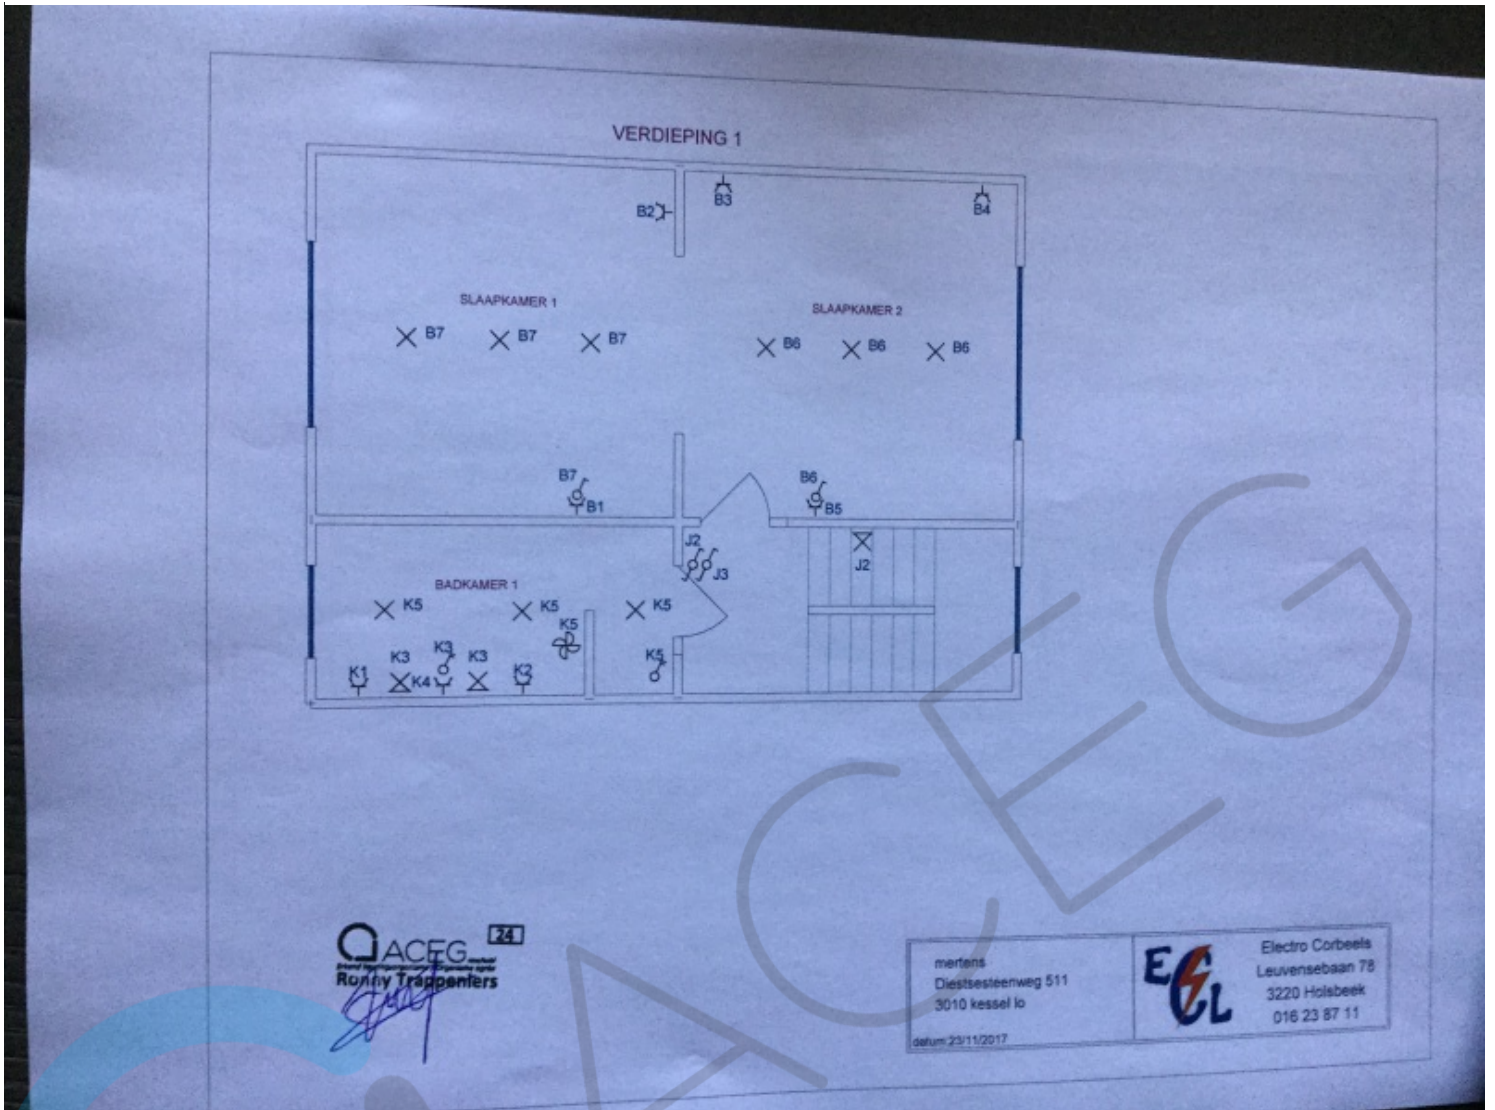 VERDIEPING 1
B2
B3
B4
SLAAPKAMER 1
SLAAPKAMER 2
B7
B7
B7
B6
B6
B6
B7
B1
B6
B5
J2
J3
J2
BADKAMER 1
K5
K5
K5
K5
K1
K3
K4
K3
K3
K2
K5
ACEG
24
Ronny Trappeniers
mertens
Diestsesteenweg 511
3010 kessel lo
datum:23/11/2017
ECL
Electro Corbeels
Leuvensebaan 78
3220 Holsbeek
016 23 87 11
ACEG